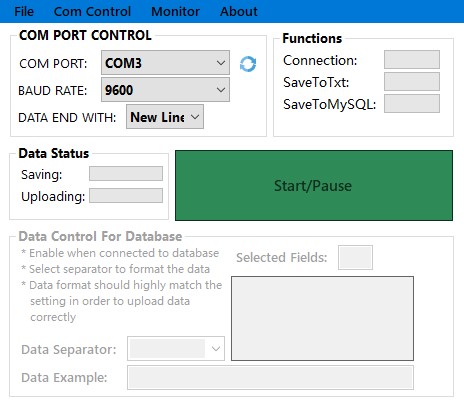 File Com Control Monitor About
COM PORT CONTROL
COM PORT: COM3
BAUD RATE: 9600
DATA END WITH: New Line
Functions
Connection:
SaveToTxt:
SaveToMySQL:
Data Status
Saving:
Uploading:
Start/Pause
Data Control For Database
* Enable when connected to database
* Select separator to format the data
* Data format should highly match the
setting in order to upload data
correctly
Selected Fields:
Data Separator:
Data Example: